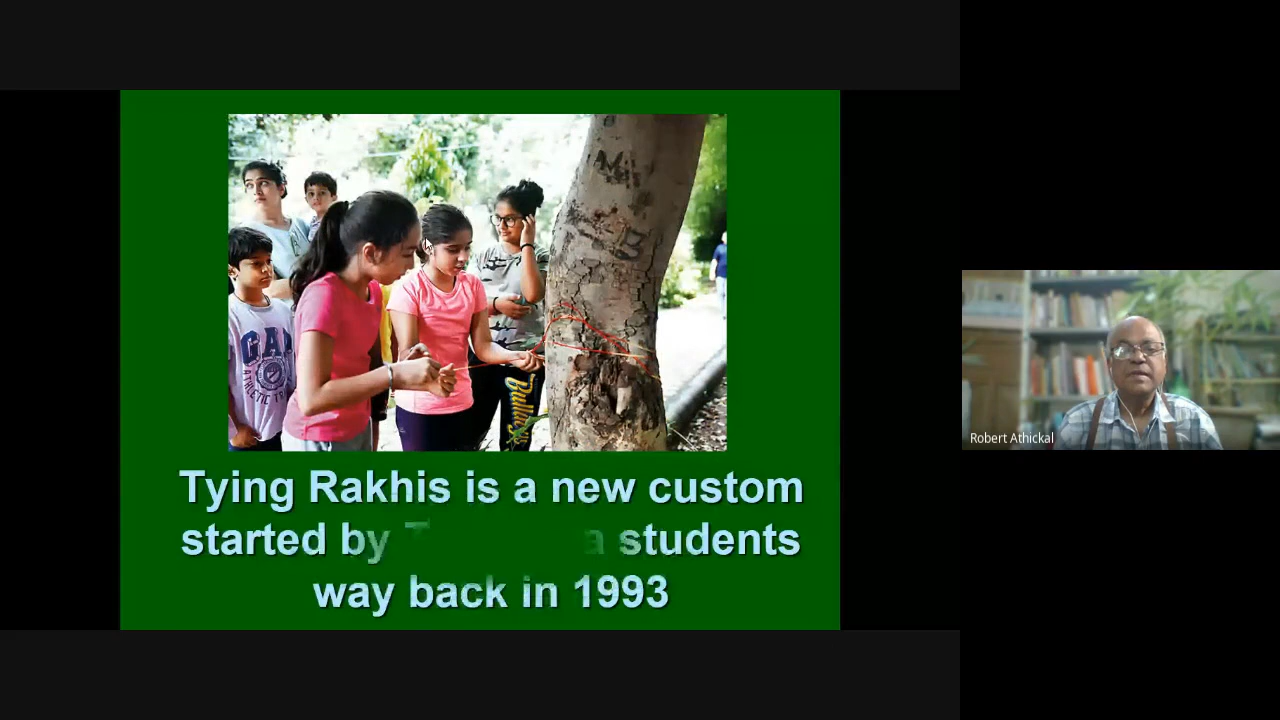 Tying Rakhis is a new custom
started by students
way back in 1993
Robert Athickal